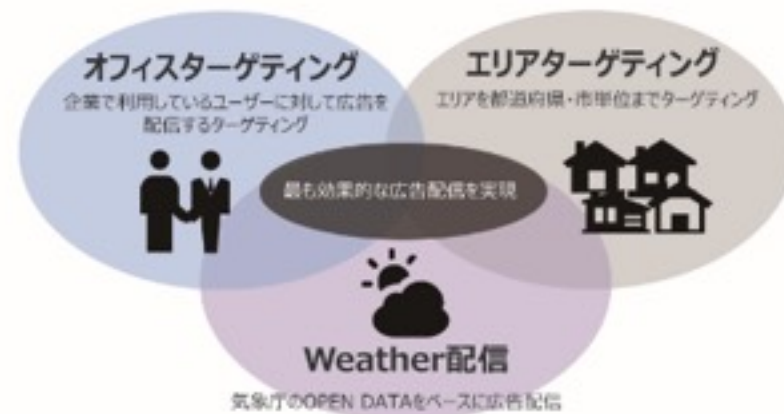 オフィスターゲティング
企業で利用しているユーザーに対して広告を
配信するターゲティング
エリアターゲティング
エリアを都道府県・市単位までターゲティング
最も効果的な広告配信を実現
Weather配信
気象庁のOPEN DATAをベースに広告配信